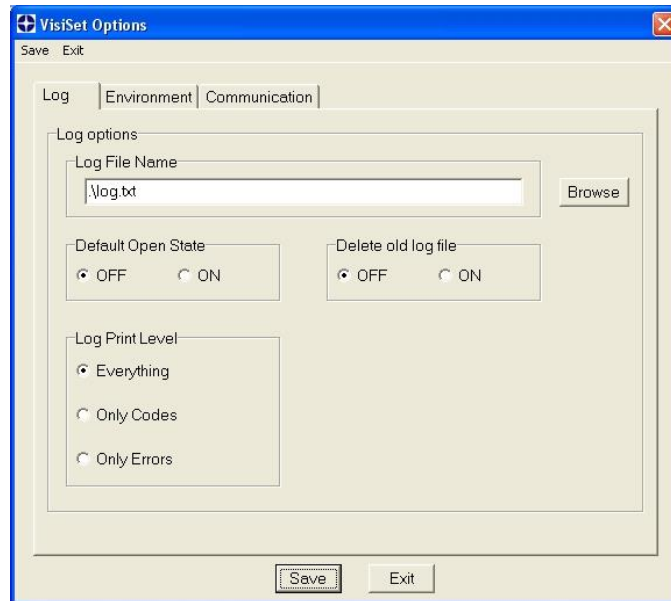 VisiSet Options
Save Exit
Log Environment Communication
Log options
Log File Name
.\log.txt
Browse
Default Open State
OFF ON
Delete old log file
OFF ON
Log Print Level
Everything
Only Codes
Only Errors
Save Exit